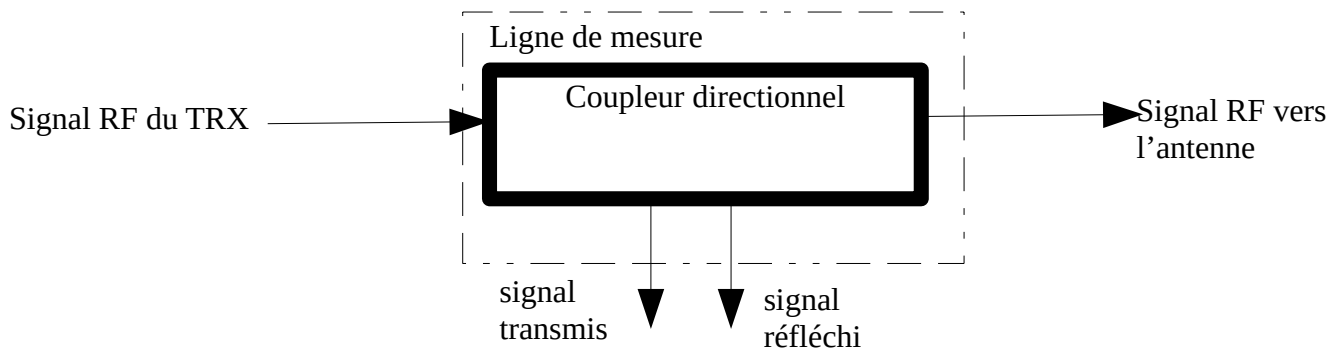 Ligne de mesure
Coupleur directionnel
Signal RF du TRX
Signal RF vers
l’antenne
signal
transmis
signal
réfléchi